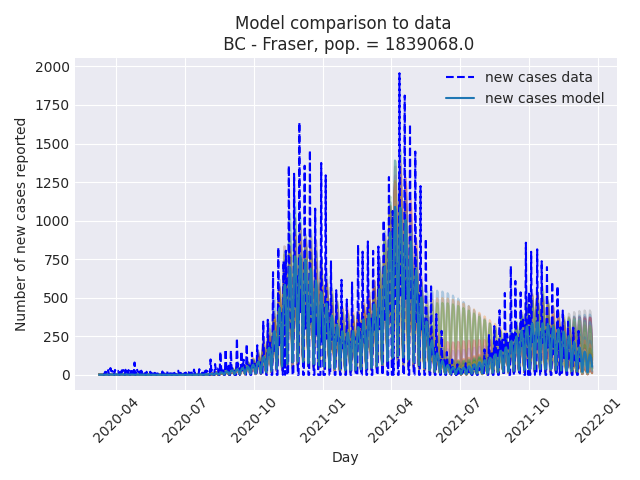 Model comparison to data
BC - Fraser, pop. = 1839068.0
new cases data
new cases model
Number of new cases reported
2000
1750
1500
1250
1000
750
500
250
0
2020-04
2020-07
2020-10
2021-01
2021-04
2021-07
2021-10
2022-01
Day